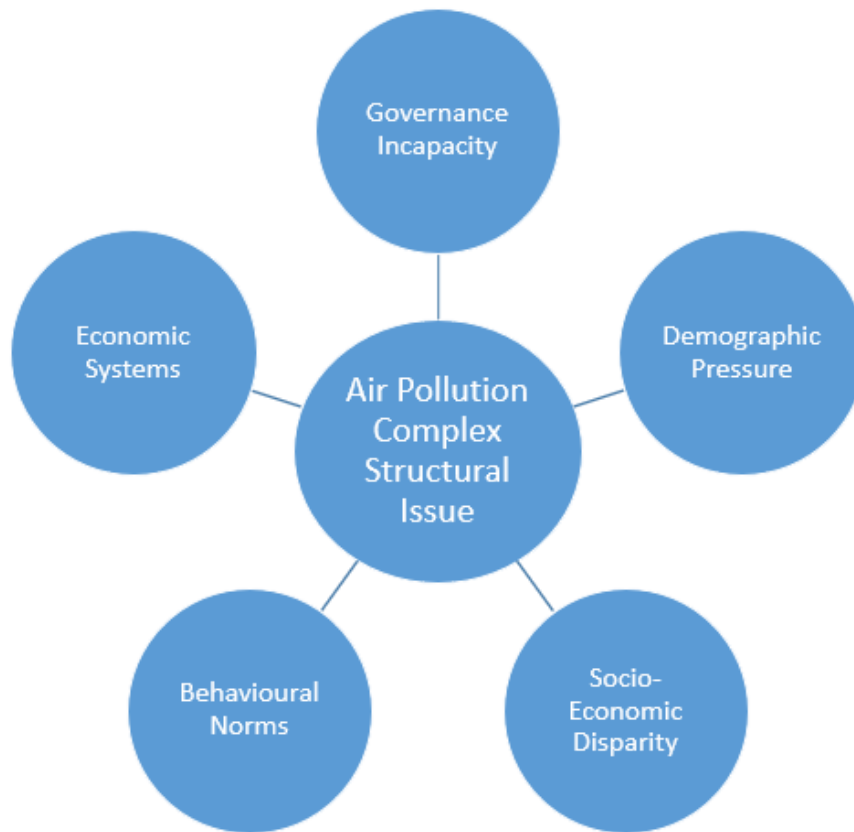 Governance
Incapacity
Economic
Systems
Demographic
Pressure
Air Pollution
Complex
Structural
Issue
Behavioural
Norms
Socio-
Economic
Disparity